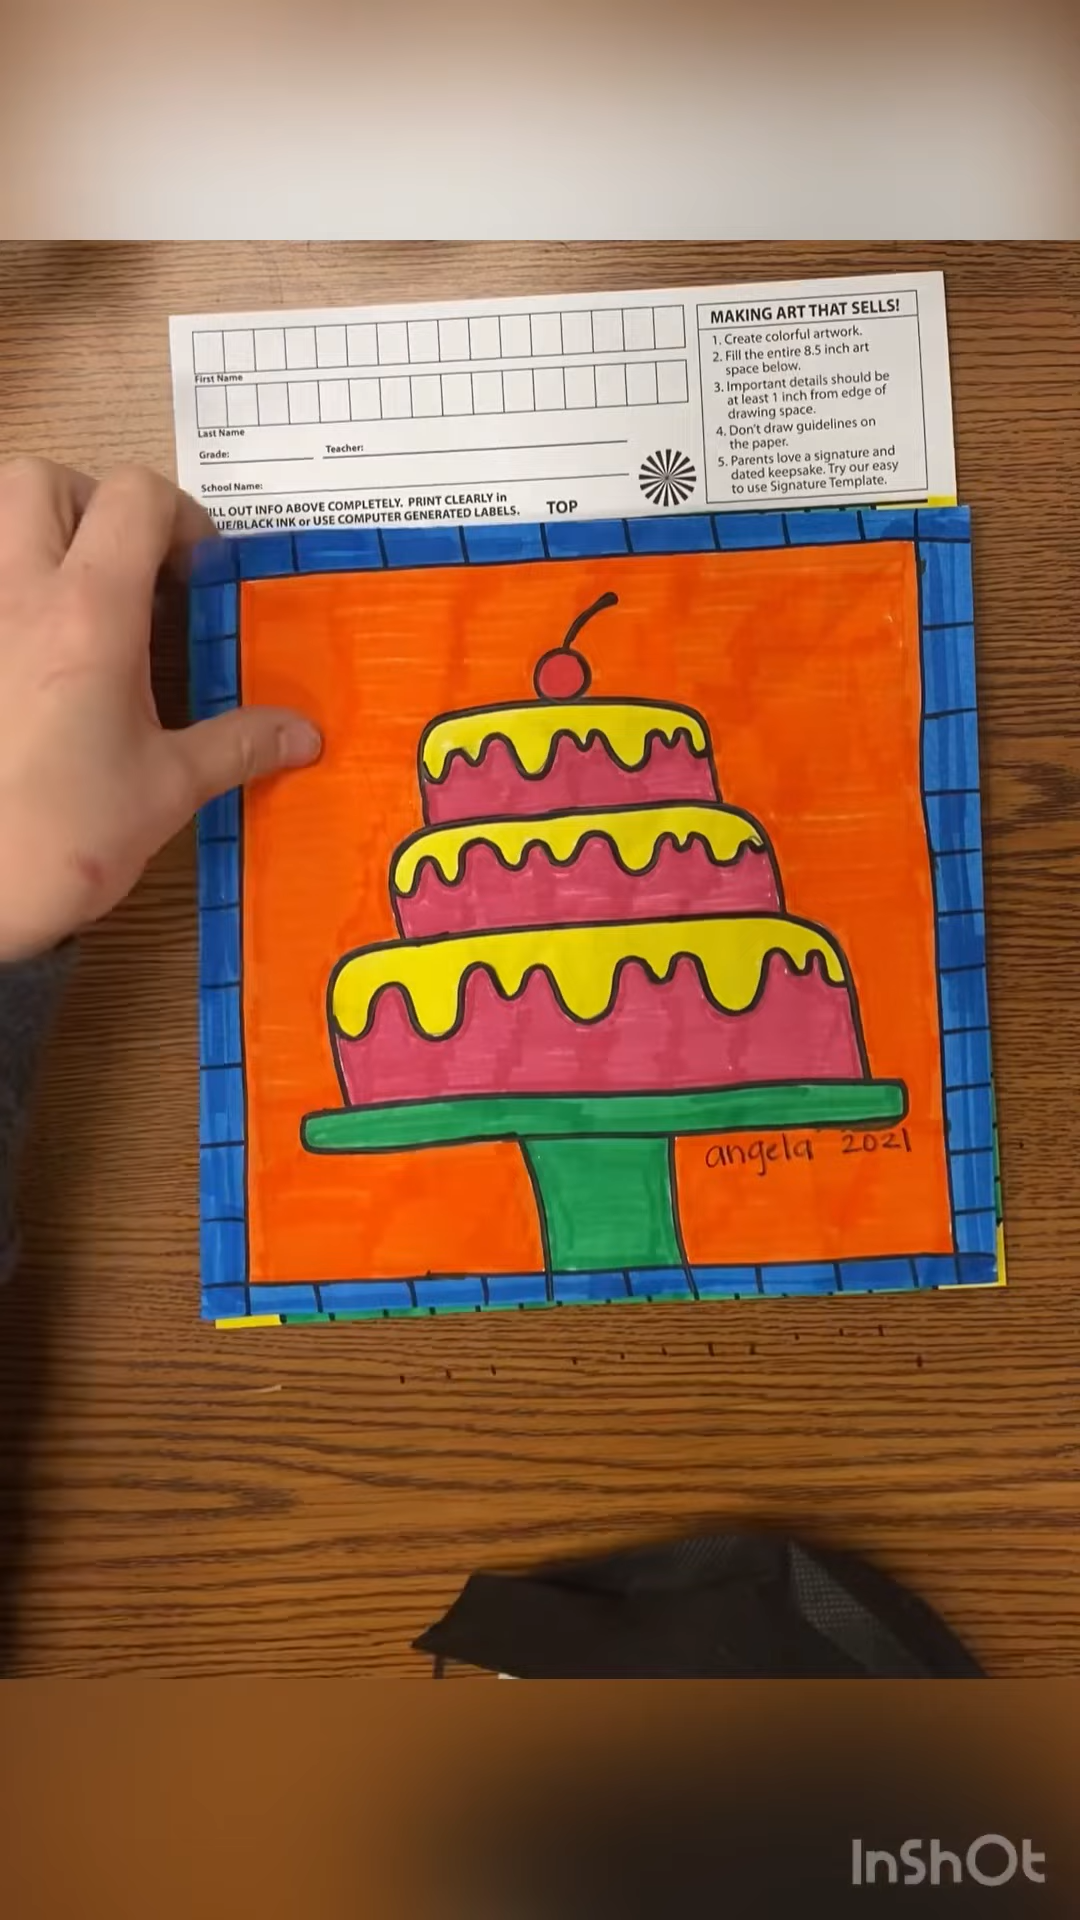 First Name
Last Name
Grade:
Teacher:
School Name:
ILL OUT INFO ABOVE COMPLETELY. PRINT CLEARLY in
UE/BLACK INK or USE COMPUTER GENERATED LABELS.
TOP
MAKING ART THAT SELLS!
1. Create colorful artwork.
2. Fill the entire 8.5 inch art
space below.
3. Important details should be
at least 1 inch from edge of
drawing space.
4. Don't draw guidelines on
the paper.
5. Parents love a signature and
dated keepsake. Try our easy
to use Signature Template.
angela 2021
InShOt